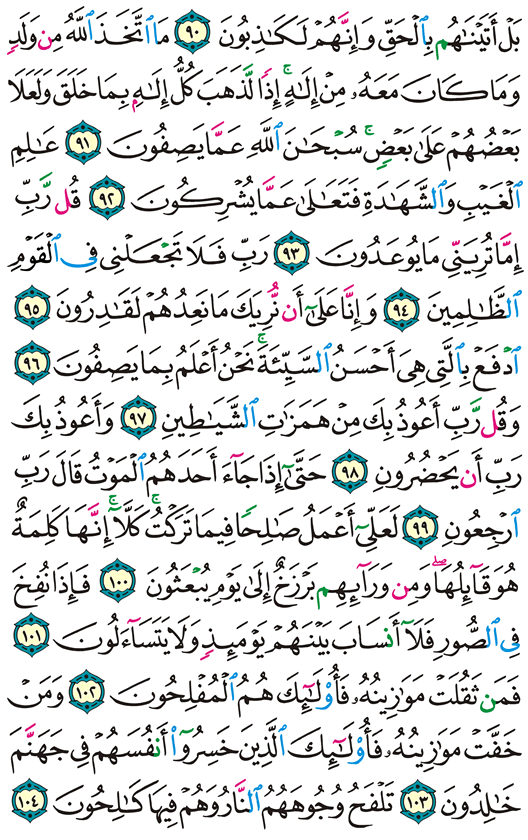 بَلْ أَتَيْنَـٰهُم بِٱلْحَقِّ وَإِنَّهُمْ لَكَـٰذِبُونَ ٩٠ مَا ٱتَّخَذَ ٱللَّهُ مِن وَلَدٍ
وَمَا كَانَ مَعَهُۥ مِنْ إِلَـٰهٍ ۚ إِذًا لَّذَهَبَ كُلُّ إِلَـٰهٍۭ بِمَا خَلَقَ وَلَعَلَا
بَعْضُهُمْ عَلَىٰ بَعْضٍ ۚ سُبْحَـٰنَ ٱللَّهِ عَمَّا يَصِفُونَ ٩١ عَـٰلِمِ
ٱلْغَيْبِ وَٱلشَّهَـٰدَةِ فَتَعَـٰلَىٰ عَمَّا يُشْرِكُونَ ٩٢ قُل رَّبِّ
إِمَّا تُرِيَنِّى مَا يُوعَدُونَ ٩٣ رَبِّ فَلَا تَجْعَلْنِى فِى ٱلْقَوْمِ
ٱلظَّـٰلِمِينَ ٩٤ وَإِنَّا عَلَىٰٓ أَن نُّرِيَكَ مَا نَعِدُهُمْ لَقَـٰدِرُونَ ٩٥
ٱدْفَعْ بِٱلَّتِى هِىَ أَحْسَنُ ٱلسَّيِّئَةَ ۚ نَحْنُ أَعْلَمُ بِمَا يَصِفُونَ ٩٦
وَقُل رَّبِّ أَعُوذُ بِكَ مِنْ هَمَزَٰتِ ٱلشَّيَـٰطِينِ ٩٧ وَأَعُوذُ بِكَ
رَبِّ أَن يَحْضُرُونِ ٩٨ حَتَّىٰٓ إِذَا جَآءَ أَحَدَهُمُ ٱلْمَوْتُ قَالَ رَبِّ
ٱرْجِعُونِ ٩٩ لَعَلِّىٓ أَعْمَلُ صَـٰلِحًا فِيمَا تَرَكْتُ ۚ كَلَّآ ۚ إِنَّهَا كَلِمَةٌ
هُوَ قَآئِلُهَا ۖ وَمِن وَرَآئِهِم بَرْزَخٌ إِلَىٰ يَوْمِ يُبْعَثُونَ ١٠٠ فَإِذَا نُفِخَ
فِى ٱلصُّورِ فَلَآ أَنسَابَ بَيْنَهُمْ يَوْمَئِذٍ وَلَا يَتَسَآءَلُونَ ١٠١
فَمَن ثَقُلَتْ مَوَٰزِينُهُۥ فَأُو۟لَـٰٓئِكَ هُمُ ٱلْمُفْلِحُونَ ١٠٢ وَمَنْ
خَفَّتْ مَوَٰزِينُهُۥ فَأُو۟لَـٰٓئِكَ ٱلَّذِينَ خَسِرُوٓا۟ أَنفُسَهُمْ فِى جَهَنَّمَ
خَـٰلِدُونَ ١٠٣ تَلْفَحُ وُجُوهَهُمُ ٱلنَّارُ وَهُمْ فِيهَا كَـٰلِحُونَ ١٠٤